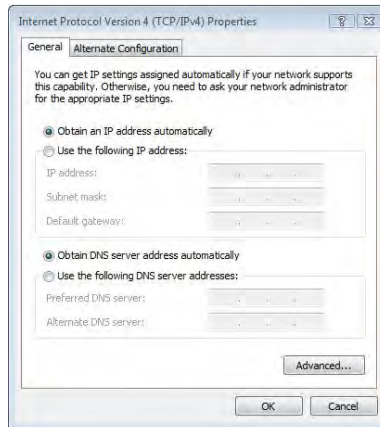 Internet Protocol Version 4 (TCP/IPv4) Properties
General
Alternate Configuration
You can get IP settings assigned automatically if your network supports
this capability. Otherwise, you need to ask your network administrator
for the appropriate IP settings.
Obtain an IP address automatically
Use the following IP address:
IP address:
Subnet mask:
Default gateway:
Obtain DNS server address automatically
Use the following DNS server addresses:
Preferred DNS server:
Alternate DNS server:
Advanced...
OK
Cancel